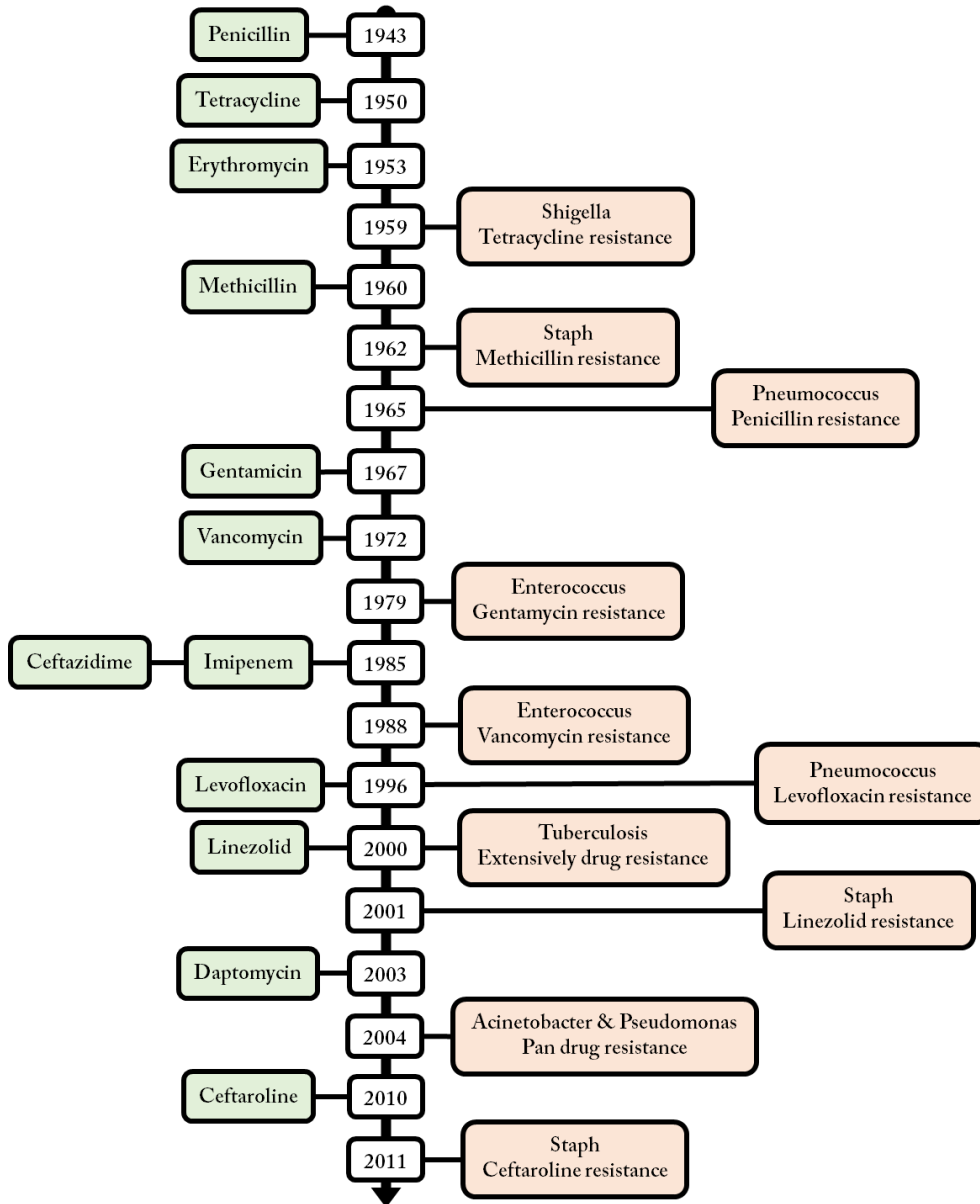 Penicillin
1943
Tetracycline
1950
Erythromycin
1953
1959
Shigella
Tetracycline resistance
Methicillin
1960
1962
Staph
Methicillin resistance
1965
Pneumococcus
Penicillin resistance
Gentamicin
1967
Vancomycin
1972
1979
Enterococcus
Gentamycin resistance
Ceftazidime
Imipenem
1985
1988
Enterococcus
Vancomycin resistance
Levofloxacin
1996
Pneumococcus
Levofloxacin resistance
Linezolid
2000
Tuberculosis
Extensively drug resistance
2001
Staph
Linezolid resistance
Daptomycin
2003
2004
Acinetobacter & Pseudomonas
Pan drug resistance
Ceftaroline
2010
2011
Staph
Ceftaroline resistance